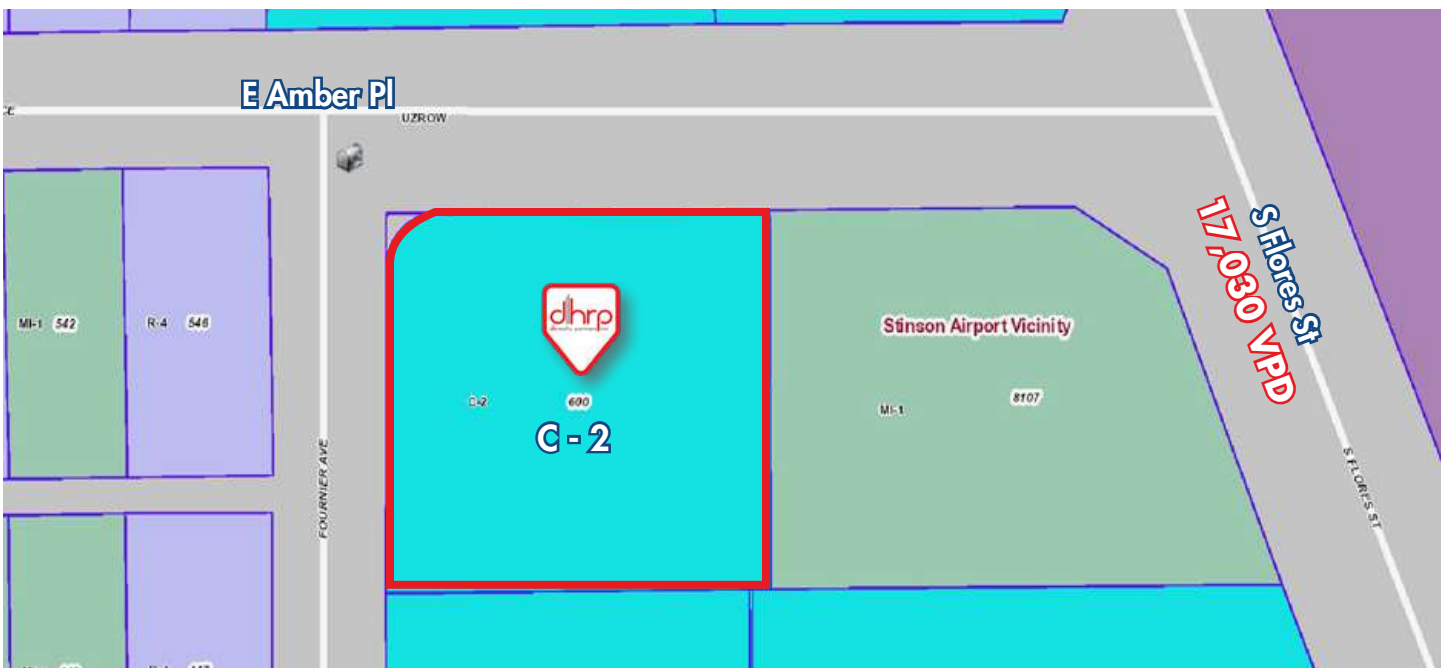 E Amber Pl
UZROW
S Flores St
17,030 VPD
MI-1 542
R-4 546
dhrp
Stinson Airport Vicinity
C-2 600
MI-1 8107
C - 2
FOURNIER AVE
S FLORES ST